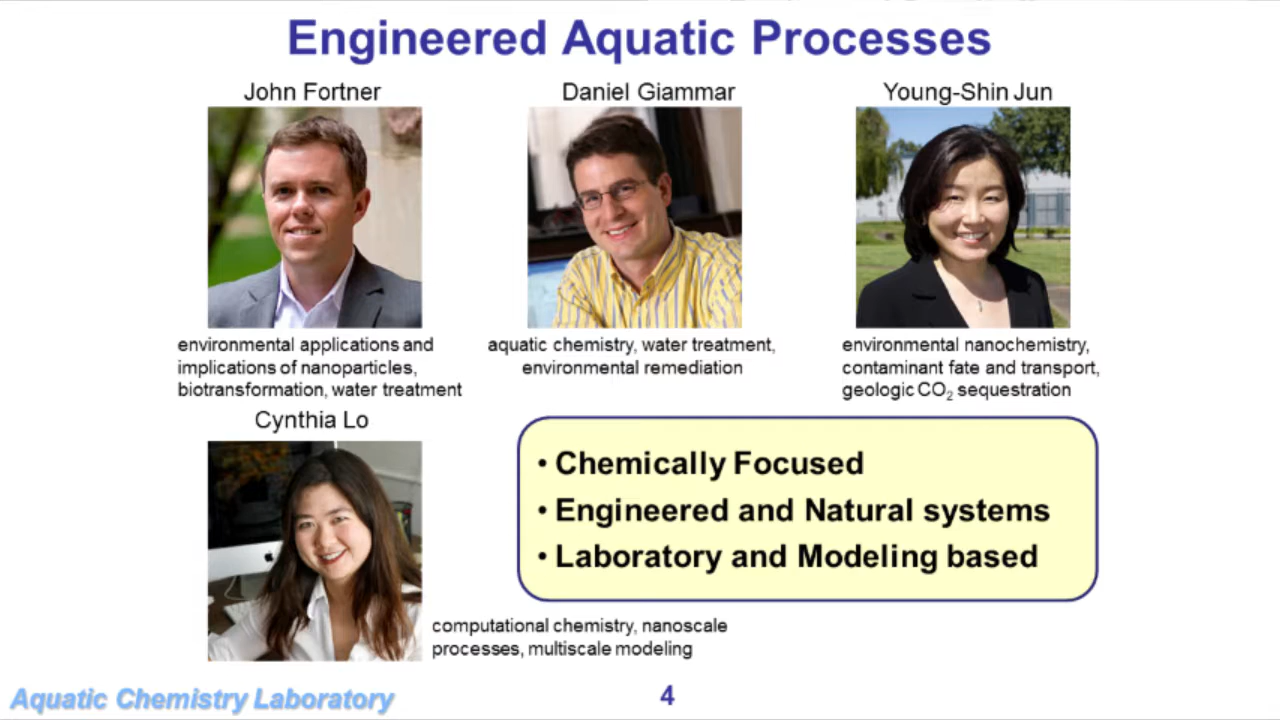 Engineered Aquatic Processes
John Fortner
Daniel Giammar
Young-Shin Jun
environmental applications and
implications of nanoparticles,
biotransformation, water treatment
aquatic chemistry, water treatment,
environmental remediation
environmental nanochemistry,
contaminant fate and transport,
geologic CO₂ sequestration
Cynthia Lo
• Chemically Focused
• Engineered and Natural systems
• Laboratory and Modeling based
computational chemistry, nanoscale
processes, multiscale modeling
Aquatic Chemistry Laboratory
4